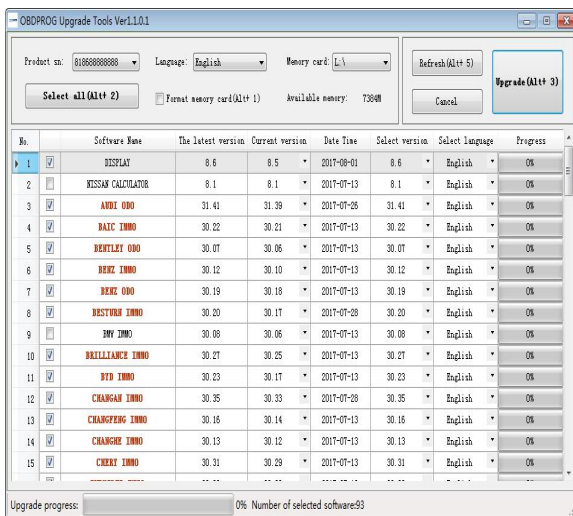 OBDPROG Upgrade Tools Ver1.1.0.1
Product sn: 818688888888 Language: English Memory card: L:\ Refresh(Alt+ 5) Upgrade(Alt+ 3)
Select all(Alt+ 2) Format memory card(Alt+ 1) Available memory: 7384M Cancel
No. Software Name The latest version Current version Date Time Select version Select language Progress
1 DISPLAY 8.6 8.5 2017-08-01 8.6 English 0%
2 NISSAN CALCULATOR 8.1 8.1 2017-07-13 8.1 English 0%
3 AUDI ODO 31.41 31.39 2017-07-26 31.41 English 0%
4 BAIC IMMO 30.22 30.21 2017-07-13 30.22 English 0%
5 BENTLEY ODO 30.07 30.06 2017-07-13 30.07 English 0%
6 BENZ IMMO 30.12 30.10 2017-07-13 30.12 English 0%
7 BENZ ODO 30.19 30.18 2017-07-13 30.19 English 0%
8 BESTURN IMMO 30.20 30.17 2017-07-28 30.20 English 0%
9 BMW IMMO 30.08 30.06 2017-07-13 30.08 English 0%
10 BRILLIANCE IMMO 30.27 30.25 2017-07-13 30.27 English 0%
11 BYD IMMO 30.23 30.17 2017-07-13 30.23 English 0%
12 CHANGAN IMMO 30.35 30.33 2017-07-28 30.35 English 0%
13 CHANGFENG IMMO 30.16 30.14 2017-07-13 30.16 English 0%
14 CHANGHE IMMO 30.13 30.12 2017-07-13 30.13 English 0%
15 CHERY IMMO 30.31 30.29 2017-07-13 30.31 English 0%
Upgrade progress: 0% Number of selected software:93